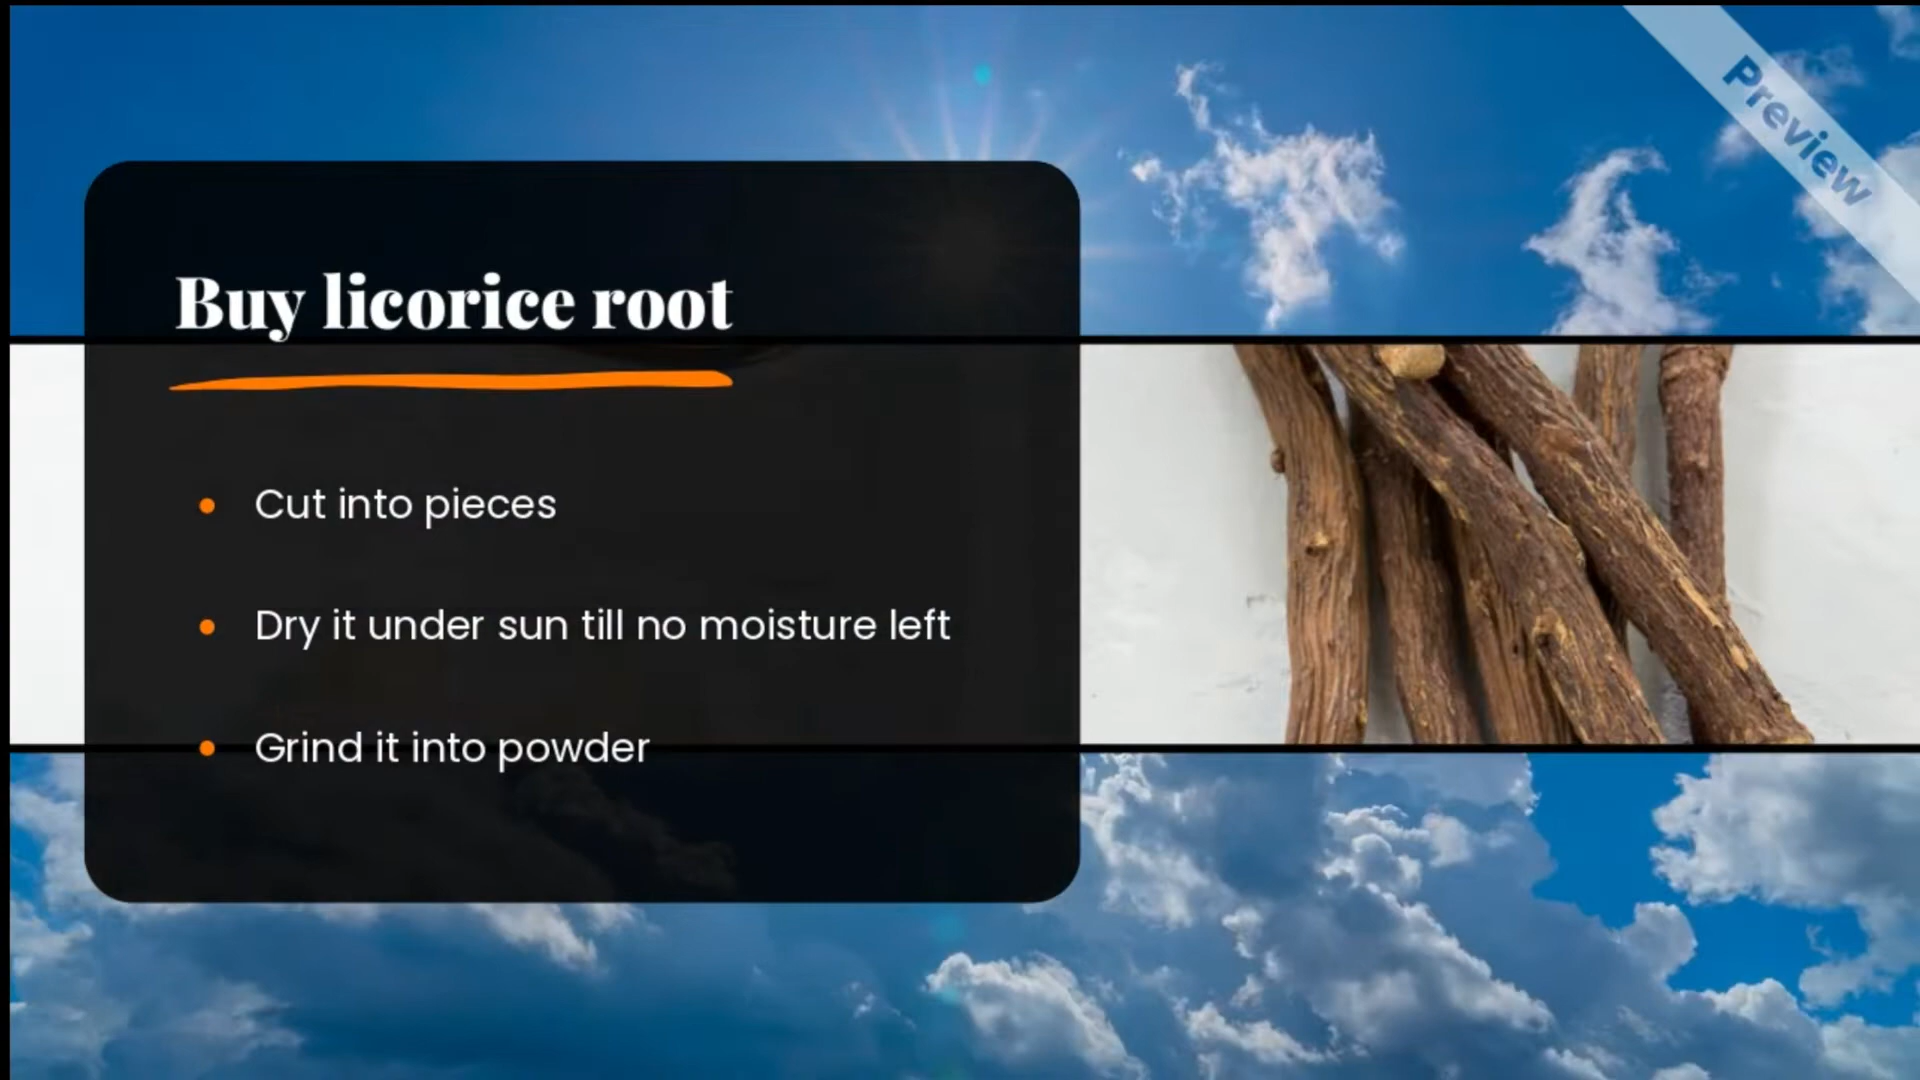 Preview
Buy licorice root
Cut into pieces
Dry it under sun till no moisture left
Grind it into powder